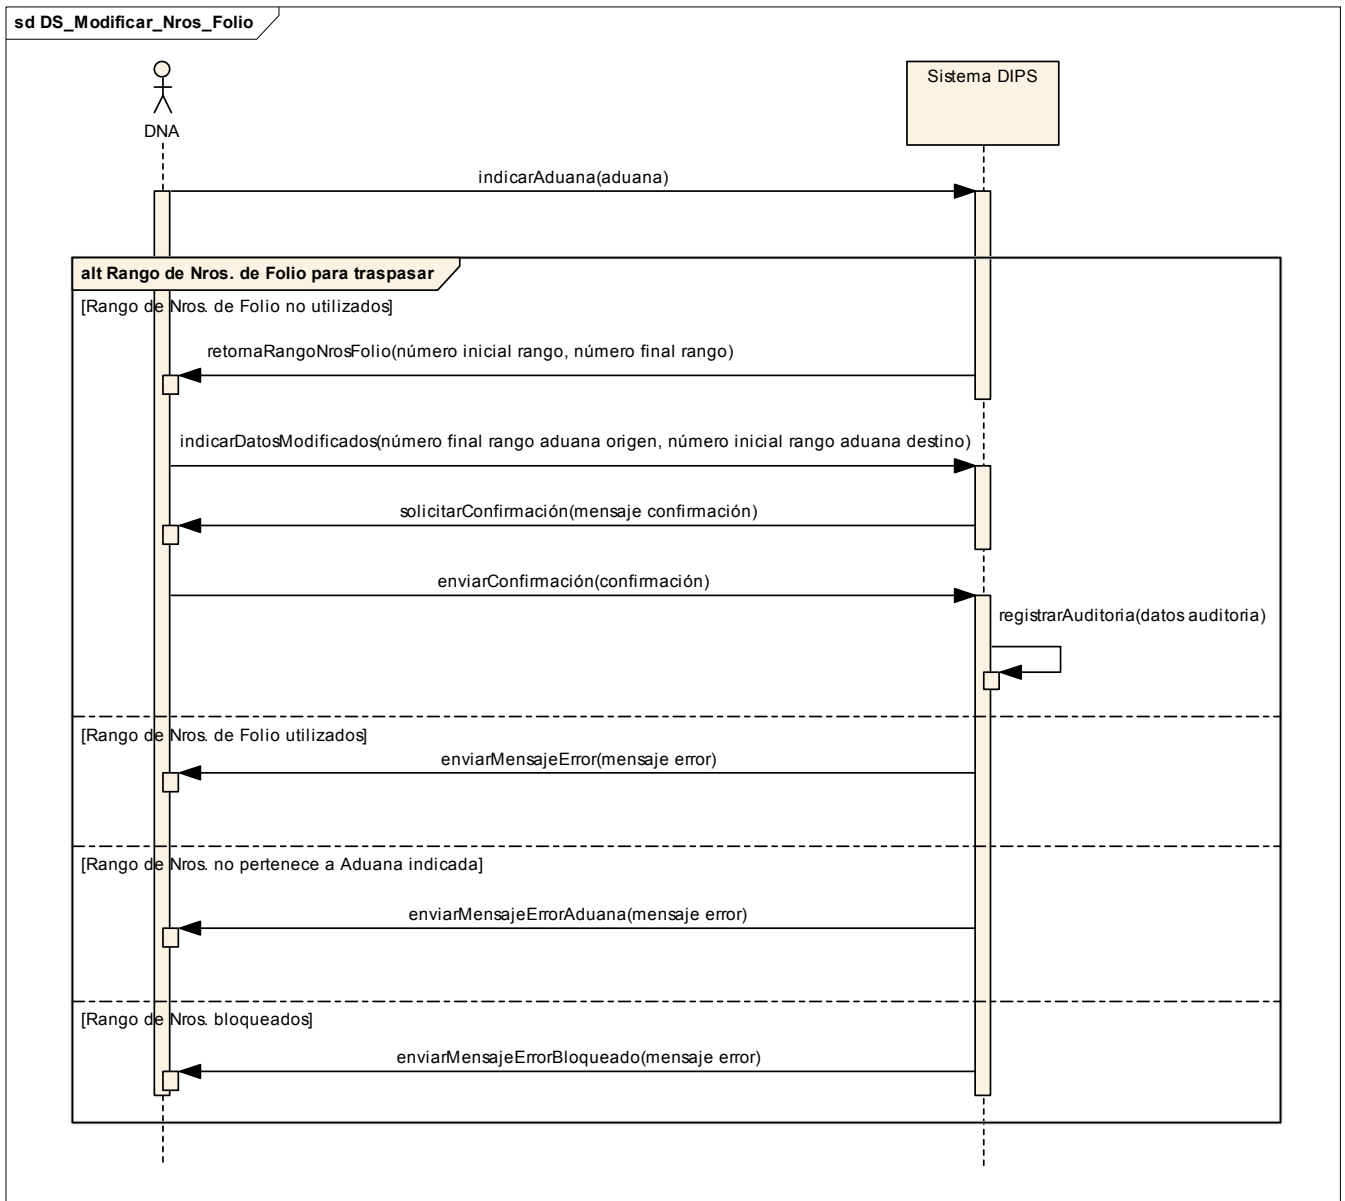 sd DS_Modificar_Nros_Folio
DNA
Sistema DIPS
indicarAduana(aduana)
alt Rango de Nros. de Folio para traspasar
[Rango de Nros. de Folio no utilizados]
retornaRangoNrosFolio(número inicial rango, número final rango)
indicarDatosModificados(número final rango aduana origen, número inicial rango aduana destino)
solicitarConfirmación(mensaje confirmación)
enviarConfirmación(confirmación)
registrarAuditoria(datos auditoria)
[Rango de Nros. de Folio utilizados]
enviarMensajeError(mensaje error)
[Rango de Nros. no pertenece a Aduana indicada]
enviarMensajeErrorAduana(mensaje error)
[Rango de Nros. bloqueados]
enviarMensajeErrorBloqueado(mensaje error)